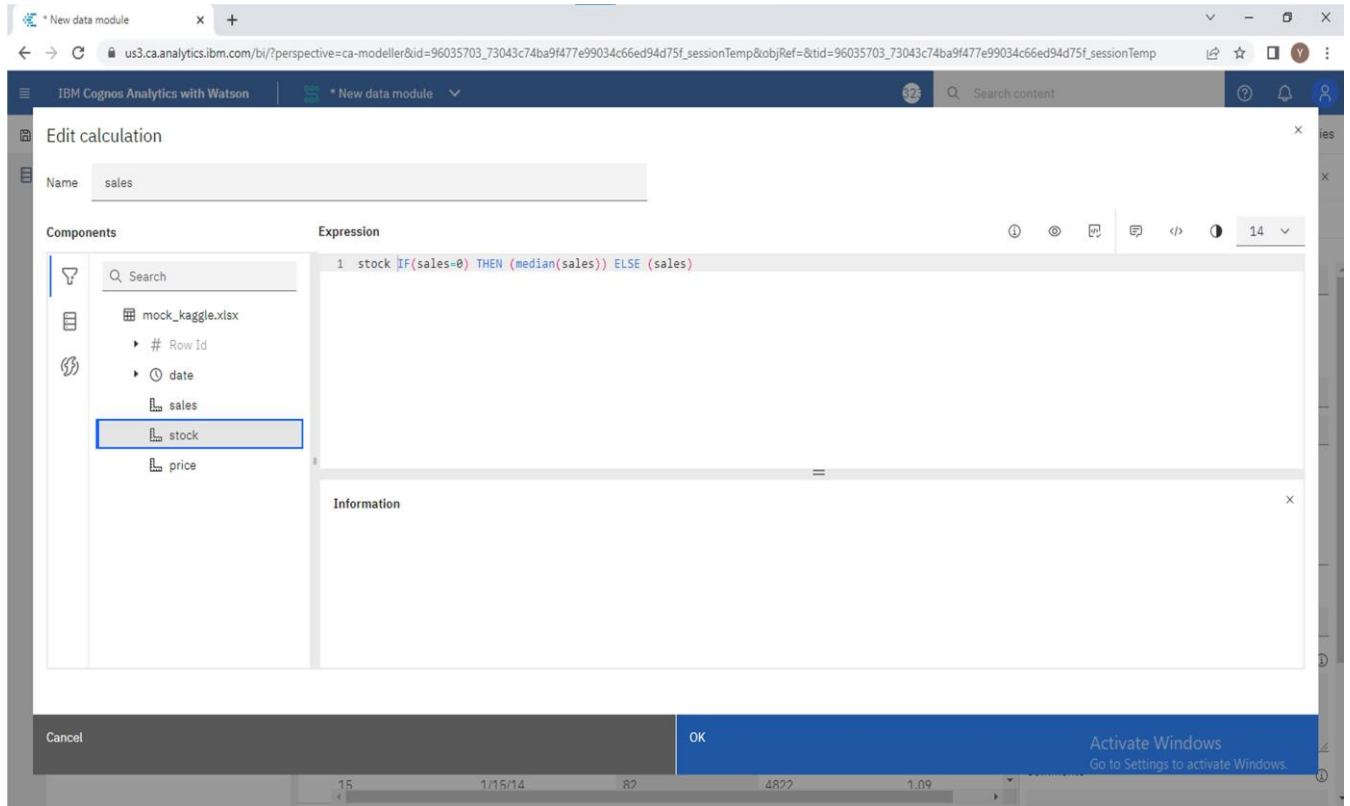 * New data module
us3.ca.analytics.ibm.com/bi/?perspective=ca-modeller&id=96035703_73043c74ba9f477e99034c66ed94d75f_sessionTemp&objRef=&tid=96035703_73043c74ba9f477e99034c66ed94d75f_sessionTemp
Y
IBM Cognos Analytics with Watson
* New data module
Search content
Edit calculation
ies
Name
sales
Components
Expression
14
1 stock IF(sales=0) THEN (median(sales)) ELSE (sales)
Search
mock_kaggle.xlsx
# Row Id
date
sales
stock
price
Information
Cancel
OK
Activate Windows
Go to Settings to activate Windows.
15 1/15/14 82 4822 1.09